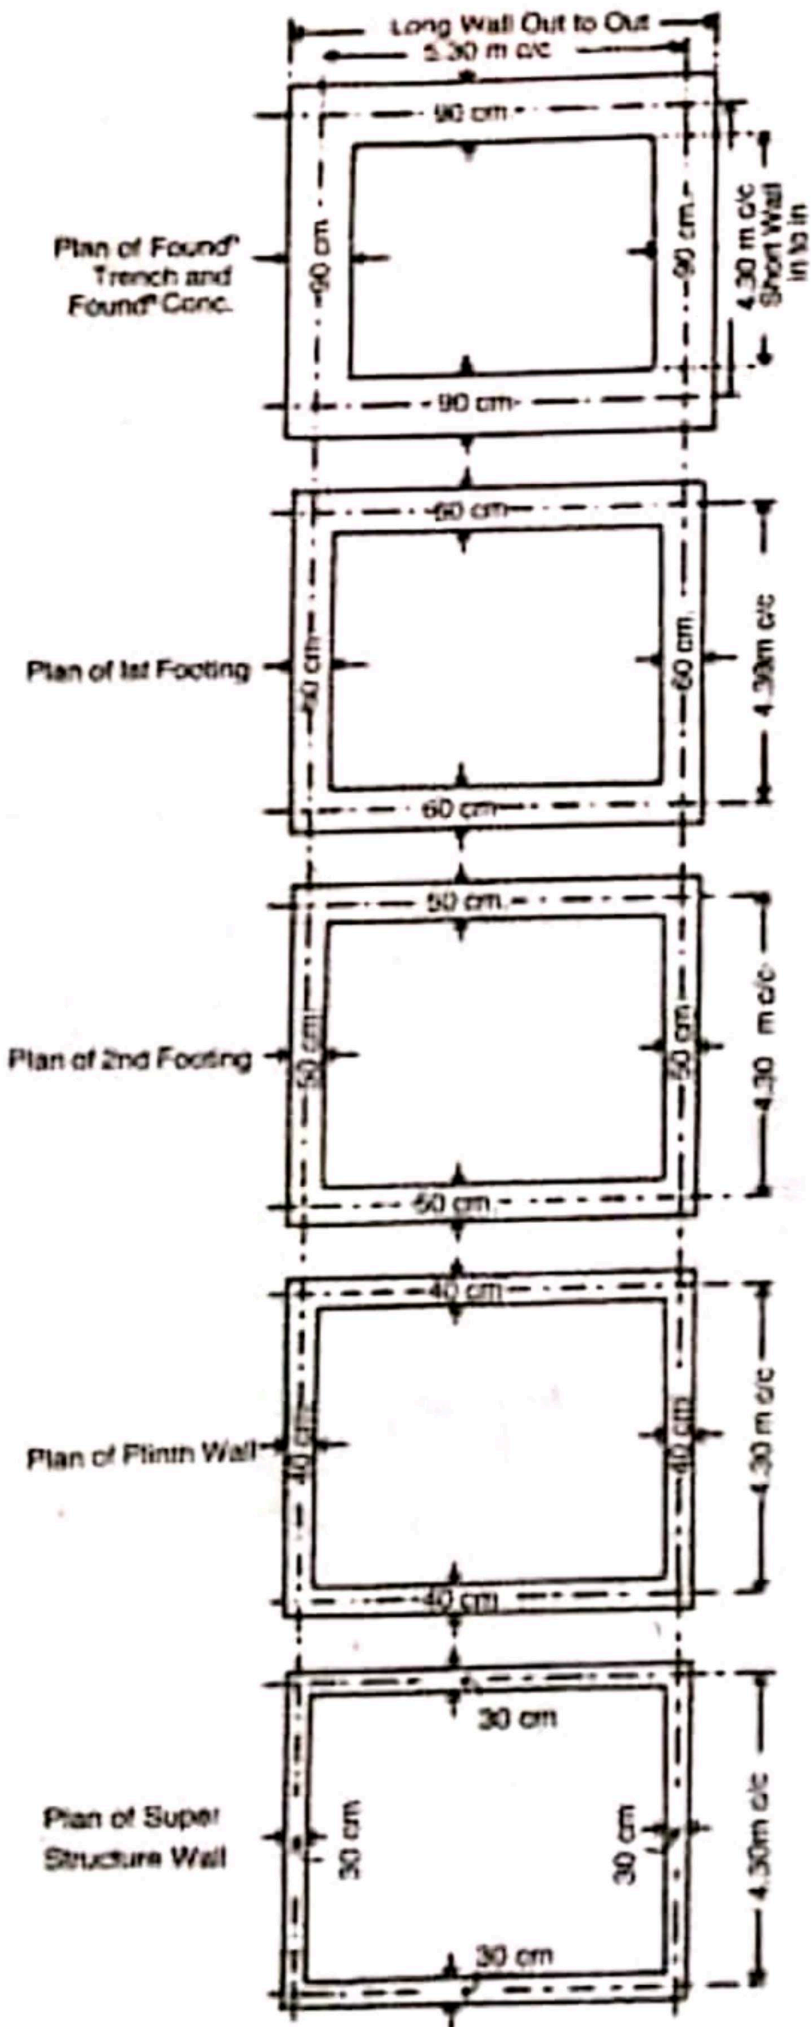 Long Wall Out to Out
5.30 m c/c
90 cm
Plan of Foundⁿ
Trench and
Foundⁿ Conc.
90 cm
90 cm.
4.30 m c/c
Short Wall
in to in
90 cm
60 cm
Plan of Ist Footing
60 cm
60 cm.
4.30m c/c
60 cm
50 cm.
Plan of 2nd Footing
50 cm
50 cm
4.30 m c/c
50 cm.
40 cm
Plan of Plinth Wall
40 cm
40 cm
4.30 m c/c
40 cm
30 cm
Plan of Super
Structure Wall
30 cm
30 cm
4.30m c/c
30 cm